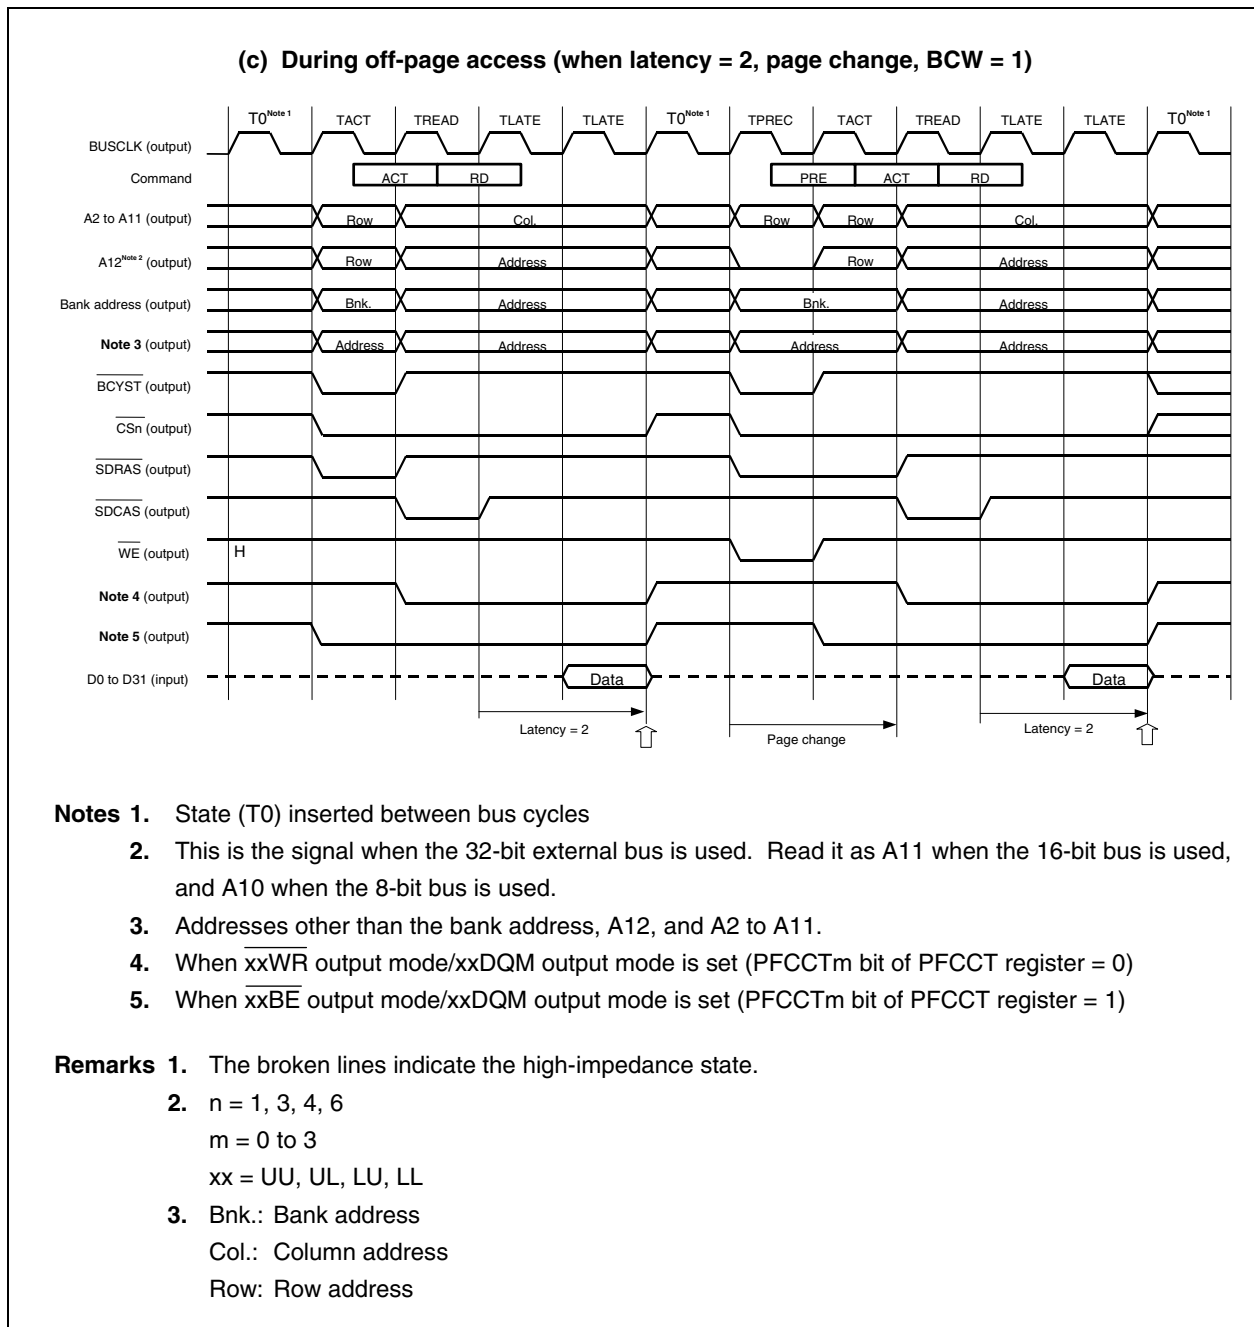 (c) During off-page access (when latency = 2, page change, BCW = 1)
T0Note 1 TACT TREAD TLATE TLATE T0Note 1 TPREC TACT TREAD TLATE TLATE T0Note 1
BUSCLK (output)
Command ACT RD PRE ACT RD
A2 to A11 (output) Row Col. Row Row Col.
A12Note 2 (output) Row Address Row Address
Bank address (output) Bnk. Address Bnk. Address
Note 3 (output) Address Address Address Address
BCYST (output)
CSn (output)
SDRAS (output)
SDCAS (output)
WE (output) H
Note 4 (output)
Note 5 (output)
D0 to D31 (input) Data Data
Latency = 2 Page change Latency = 2
Notes 1. State (T0) inserted between bus cycles
2. This is the signal when the 32-bit external bus is used. Read it as A11 when the 16-bit bus is used,
and A10 when the 8-bit bus is used.
3. Addresses other than the bank address, A12, and A2 to A11.
4. When xxWR output mode/xxDQM output mode is set (PFCCTm bit of PFCCT register = 0)
5. When xxBE output mode/xxDQM output mode is set (PFCCTm bit of PFCCT register = 1)
Remarks 1. The broken lines indicate the high-impedance state.
2. n = 1, 3, 4, 6
m = 0 to 3
xx = UU, UL, LU, LL
3. Bnk.: Bank address
Col.: Column address
Row: Row address